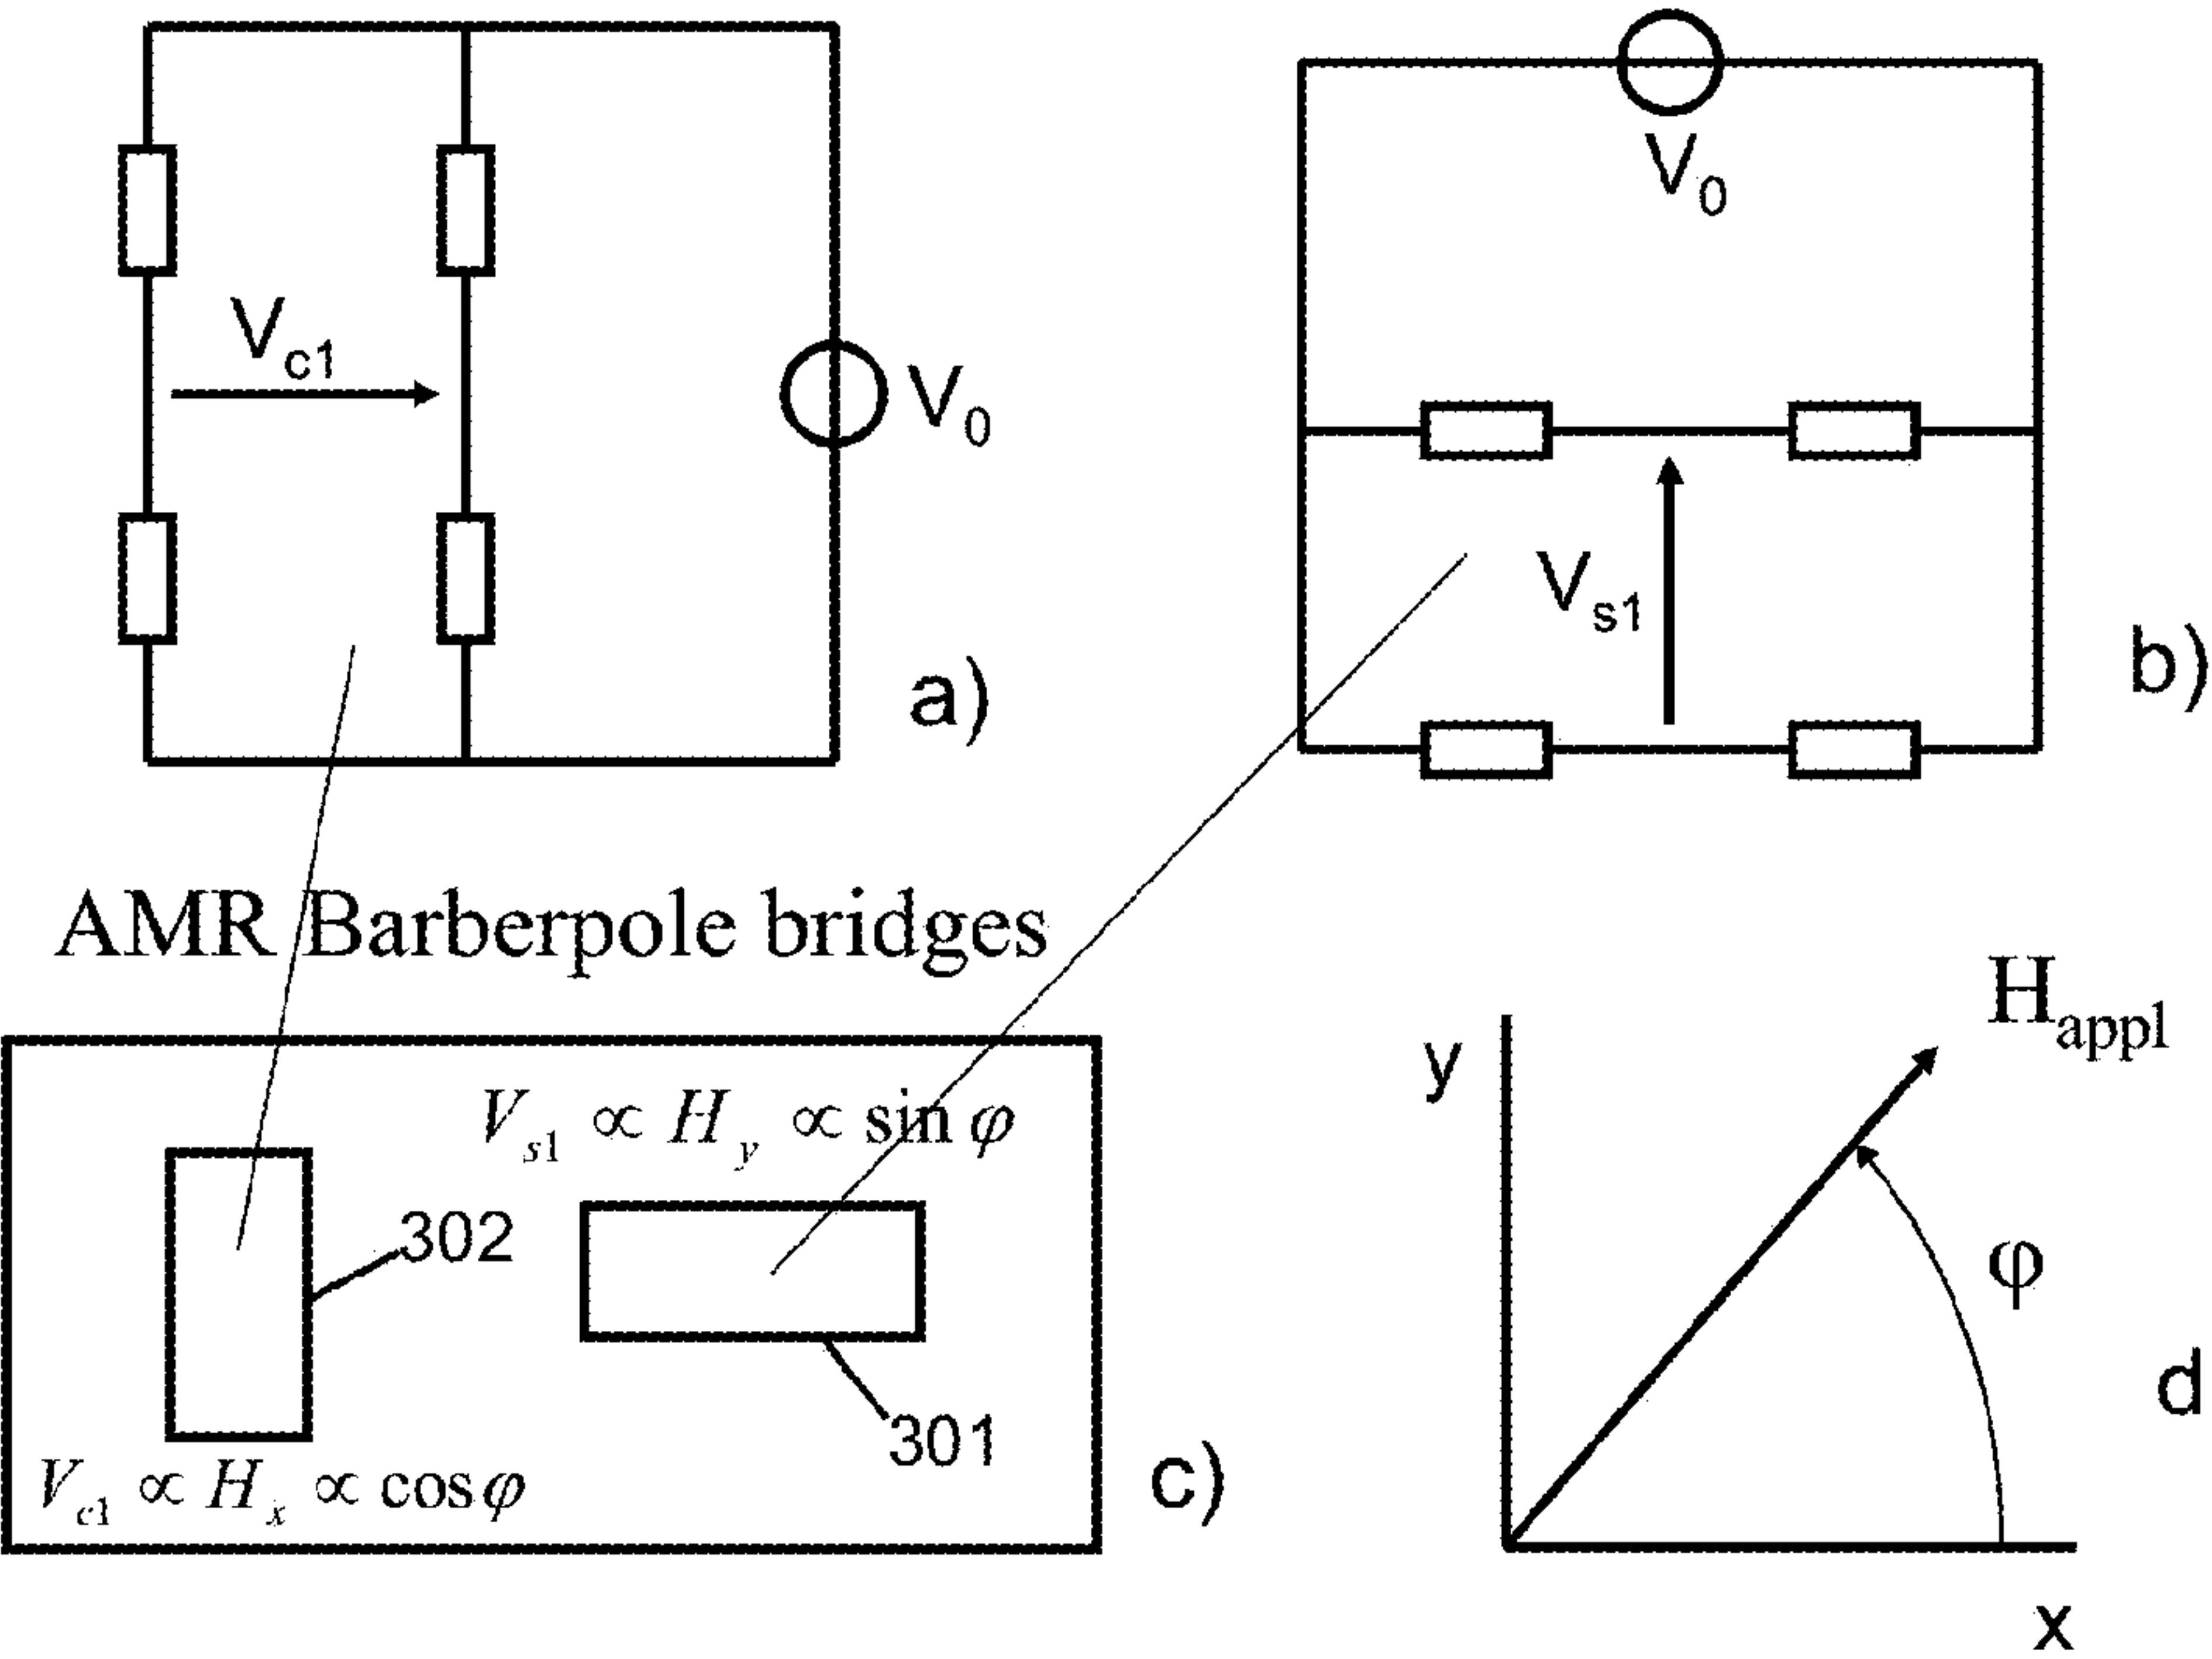 V0
Vc1
V0
Vs1
a)
b)
AMR Barberpole bridges
Happl
y
Vs1 ∝ Hy ∝ sin φ
302
φ
301
d
Vc1 ∝ Hx ∝ cos φ
c)
x